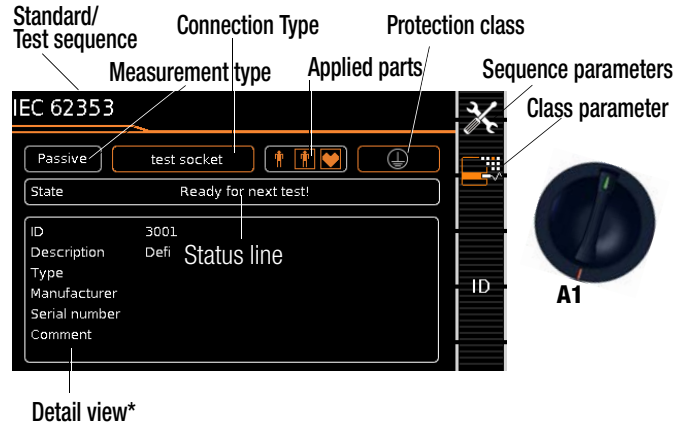 Standard/
Test sequence
Connection Type
Protection class
Measurement type
Applied parts
Sequence parameters
Class parameter
IEC 62353
Passive
test socket
State Ready for next test!
ID 3001
Description Defi
Status line
Type
Manufacturer
Serial number
Comment
ID
A1
Detail view*